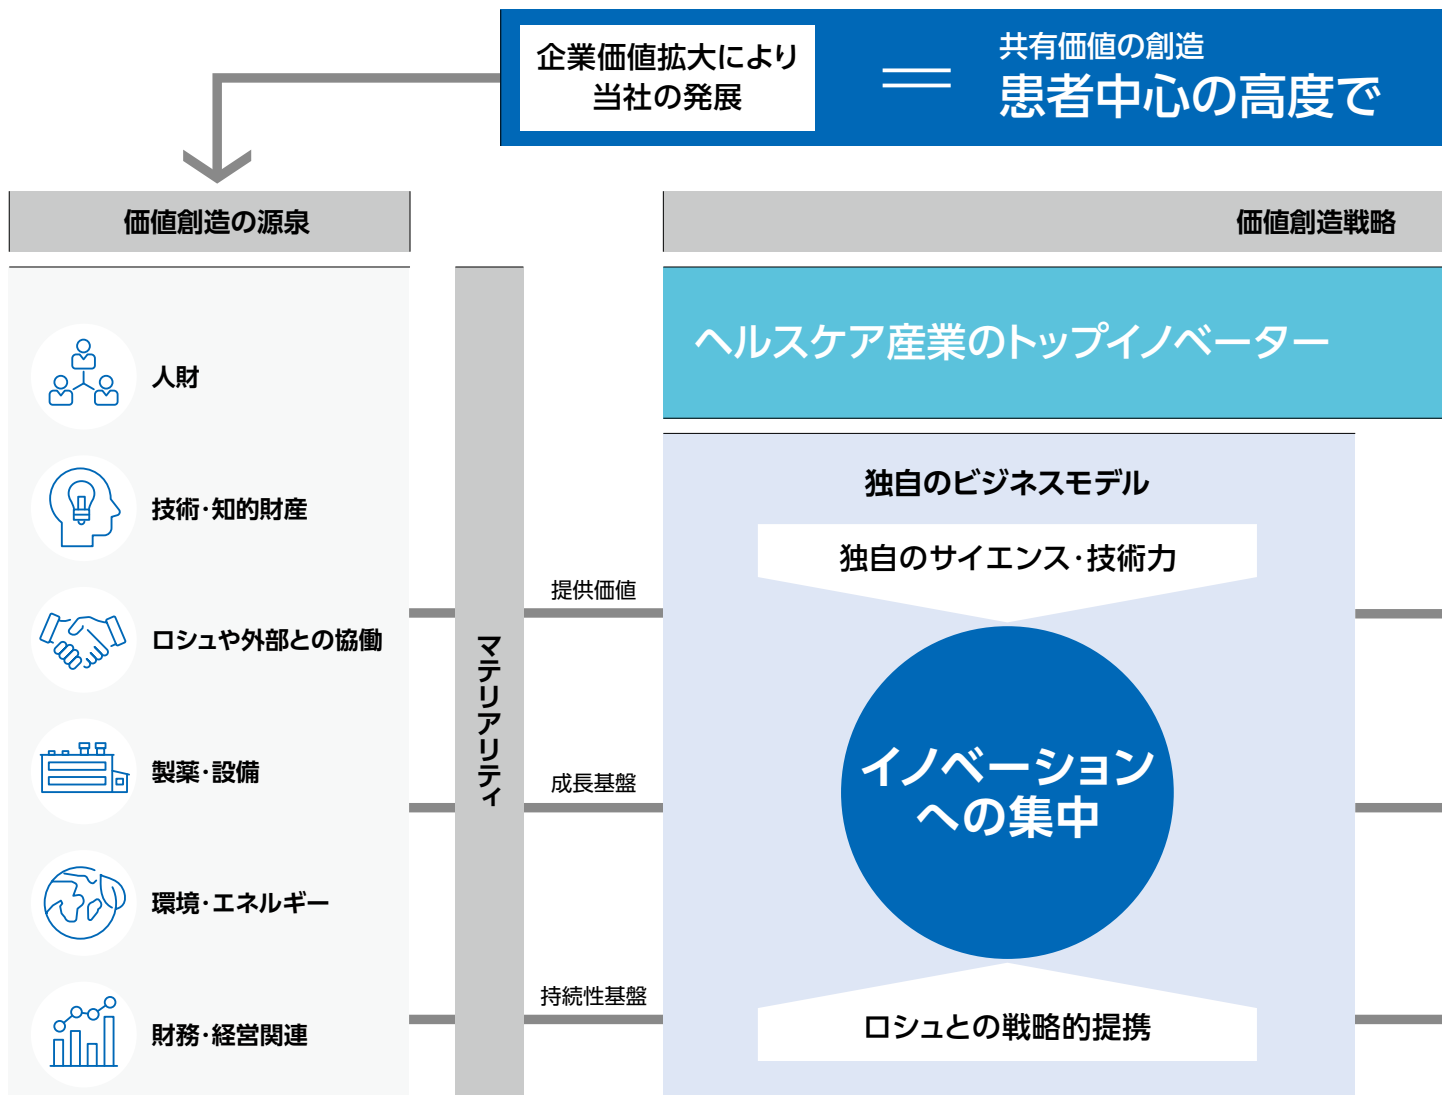 企業価値拡大により
当社の発展
共有価値の創造
患者中心の高度で
価値創造の源泉
価値創造戦略
人財
技術・知的財産
ロシュや外部との協働
製薬・設備
環境・エネルギー
財務・経営関連
マテリアリティ
提供価値
成長基盤
持続性基盤
ヘルスケア産業のトップイノベーター
独自のビジネスモデル
独自のサイエンス・技術力
イノベーション
への集中
ロシュとの戦略的提携